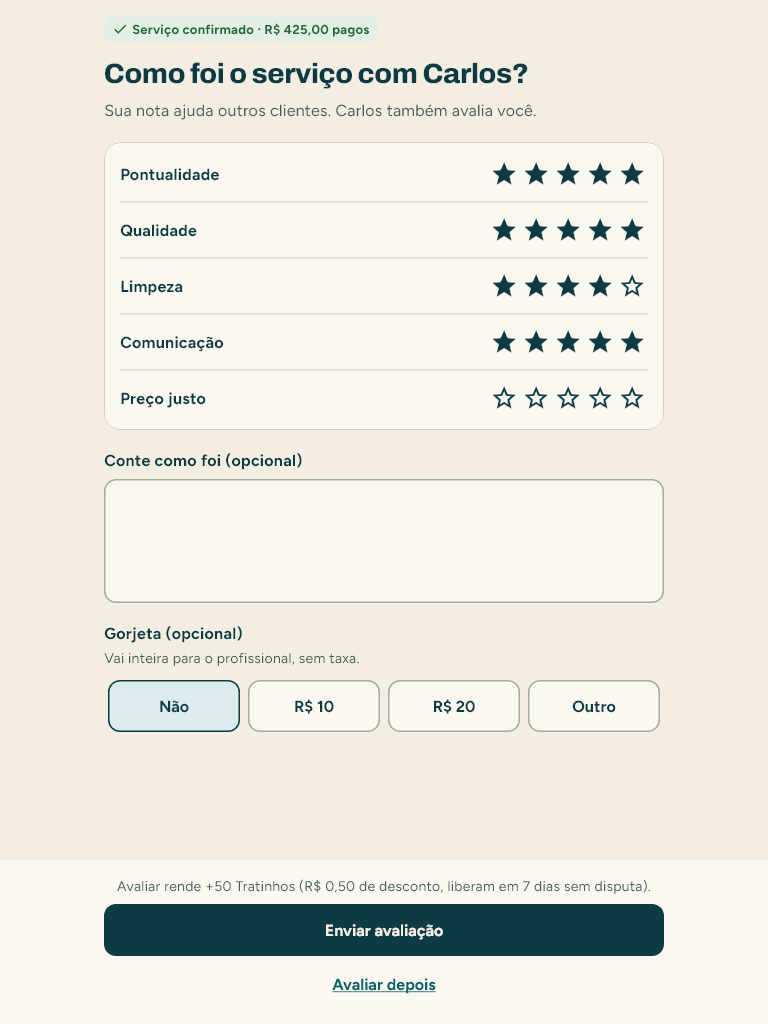 Serviço confirmado · R$ 425,00 pagos
Como foi o serviço com Carlos?
Sua nota ajuda outros clientes. Carlos também avalia você.
Pontualidade
Qualidade
Limpeza
Comunicação
Preço justo
Conte como foi (opcional)
Gorjeta (opcional)
Vai inteira para o profissional, sem taxa.
Não
R$ 10
R$ 20
Outro
Avaliar rende +50 Tratinhos (R$ 0,50 de desconto, liberam em 7 dias sem disputa).
Enviar avaliação
Avaliar depois